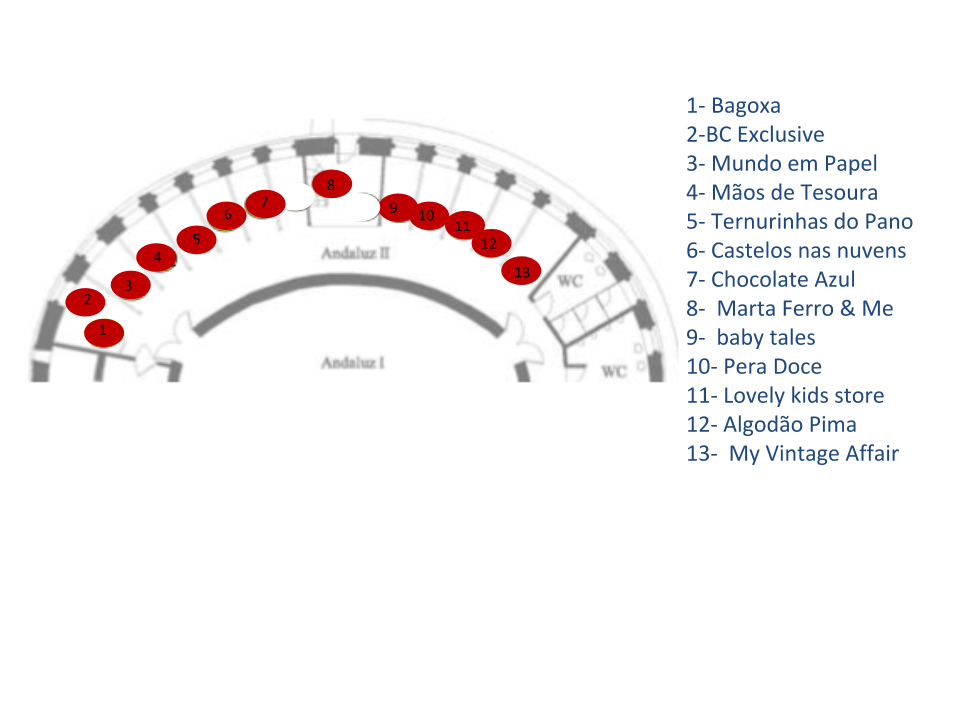 8
7
9
6
10
11
5
12
Andaluz II
4
13
WC
3
2
1
Andaluz I
WC
1- Bagoxa
2-BC Exclusive
3- Mundo em Papel
4- Mãos de Tesoura
5- Ternurinhas do Pano
6- Castelos nas nuvens
7- Chocolate Azul
8-  Marta Ferro & Me
9-  baby tales
10- Pera Doce
11- Lovely kids store
12- Algodão Pima
13-  My Vintage Affair